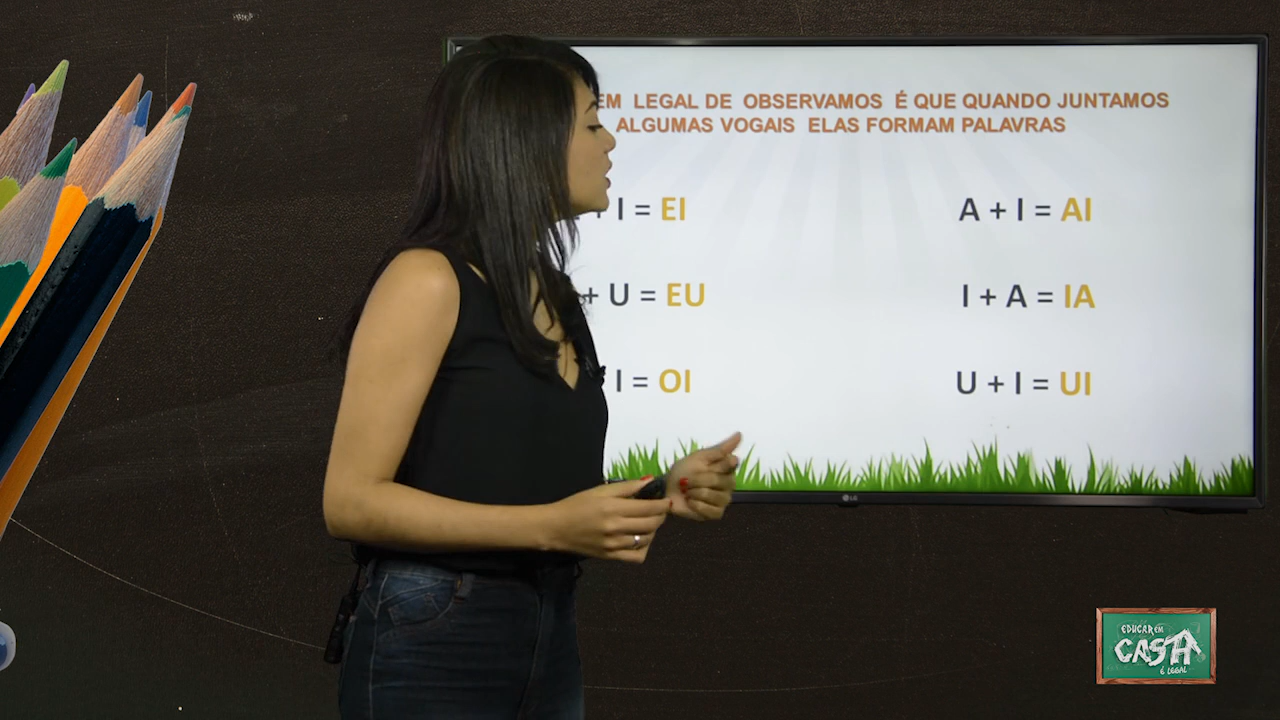 EM LEGAL DE OBSERVAMOS É QUE QUANDO JUNTAMOS
ALGUMAS VOGAIS ELAS FORMAM PALAVRAS
+ I = EI
A + I = AI
+ U = EU
I + A = IA
I = OI
U + I = UI
LG
EDUCAR EM
CASA
É LEGAL